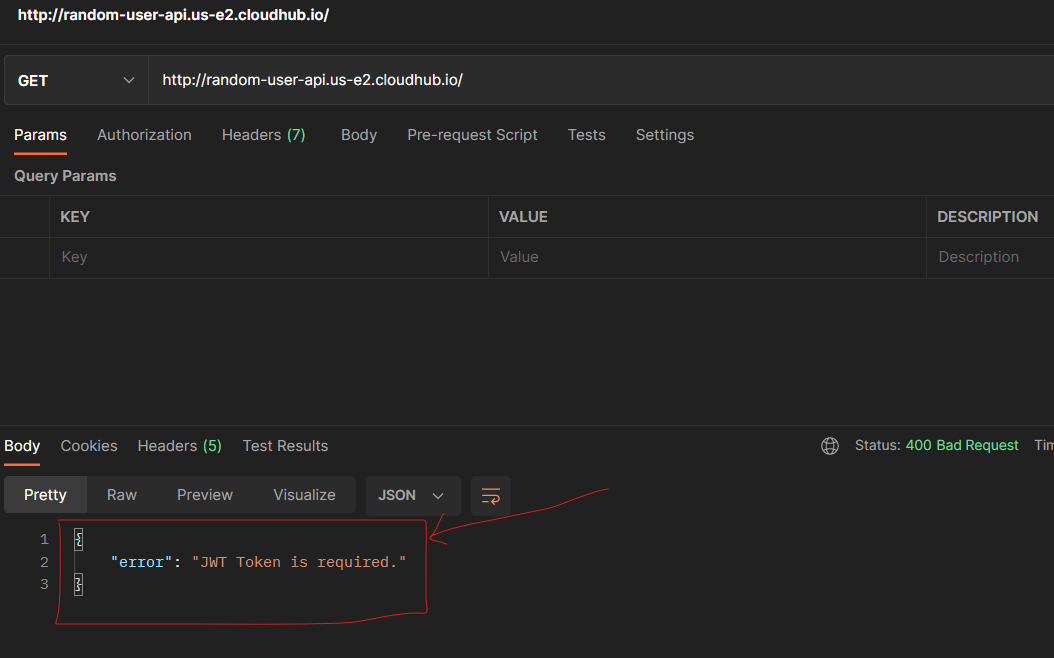 http://random-user-api.us-e2.cloudhub.io/
GET http://random-user-api.us-e2.cloudhub.io/
Params Authorization Headers (7) Body Pre-request Script Tests Settings
Query Params
KEY VALUE DESCRIPTION
Key Value Description
Body Cookies Headers (5) Test Results Status: 400 Bad Request
Pretty Raw Preview Visualize JSON
1 {
2 "error": "JWT Token is required."
3 }